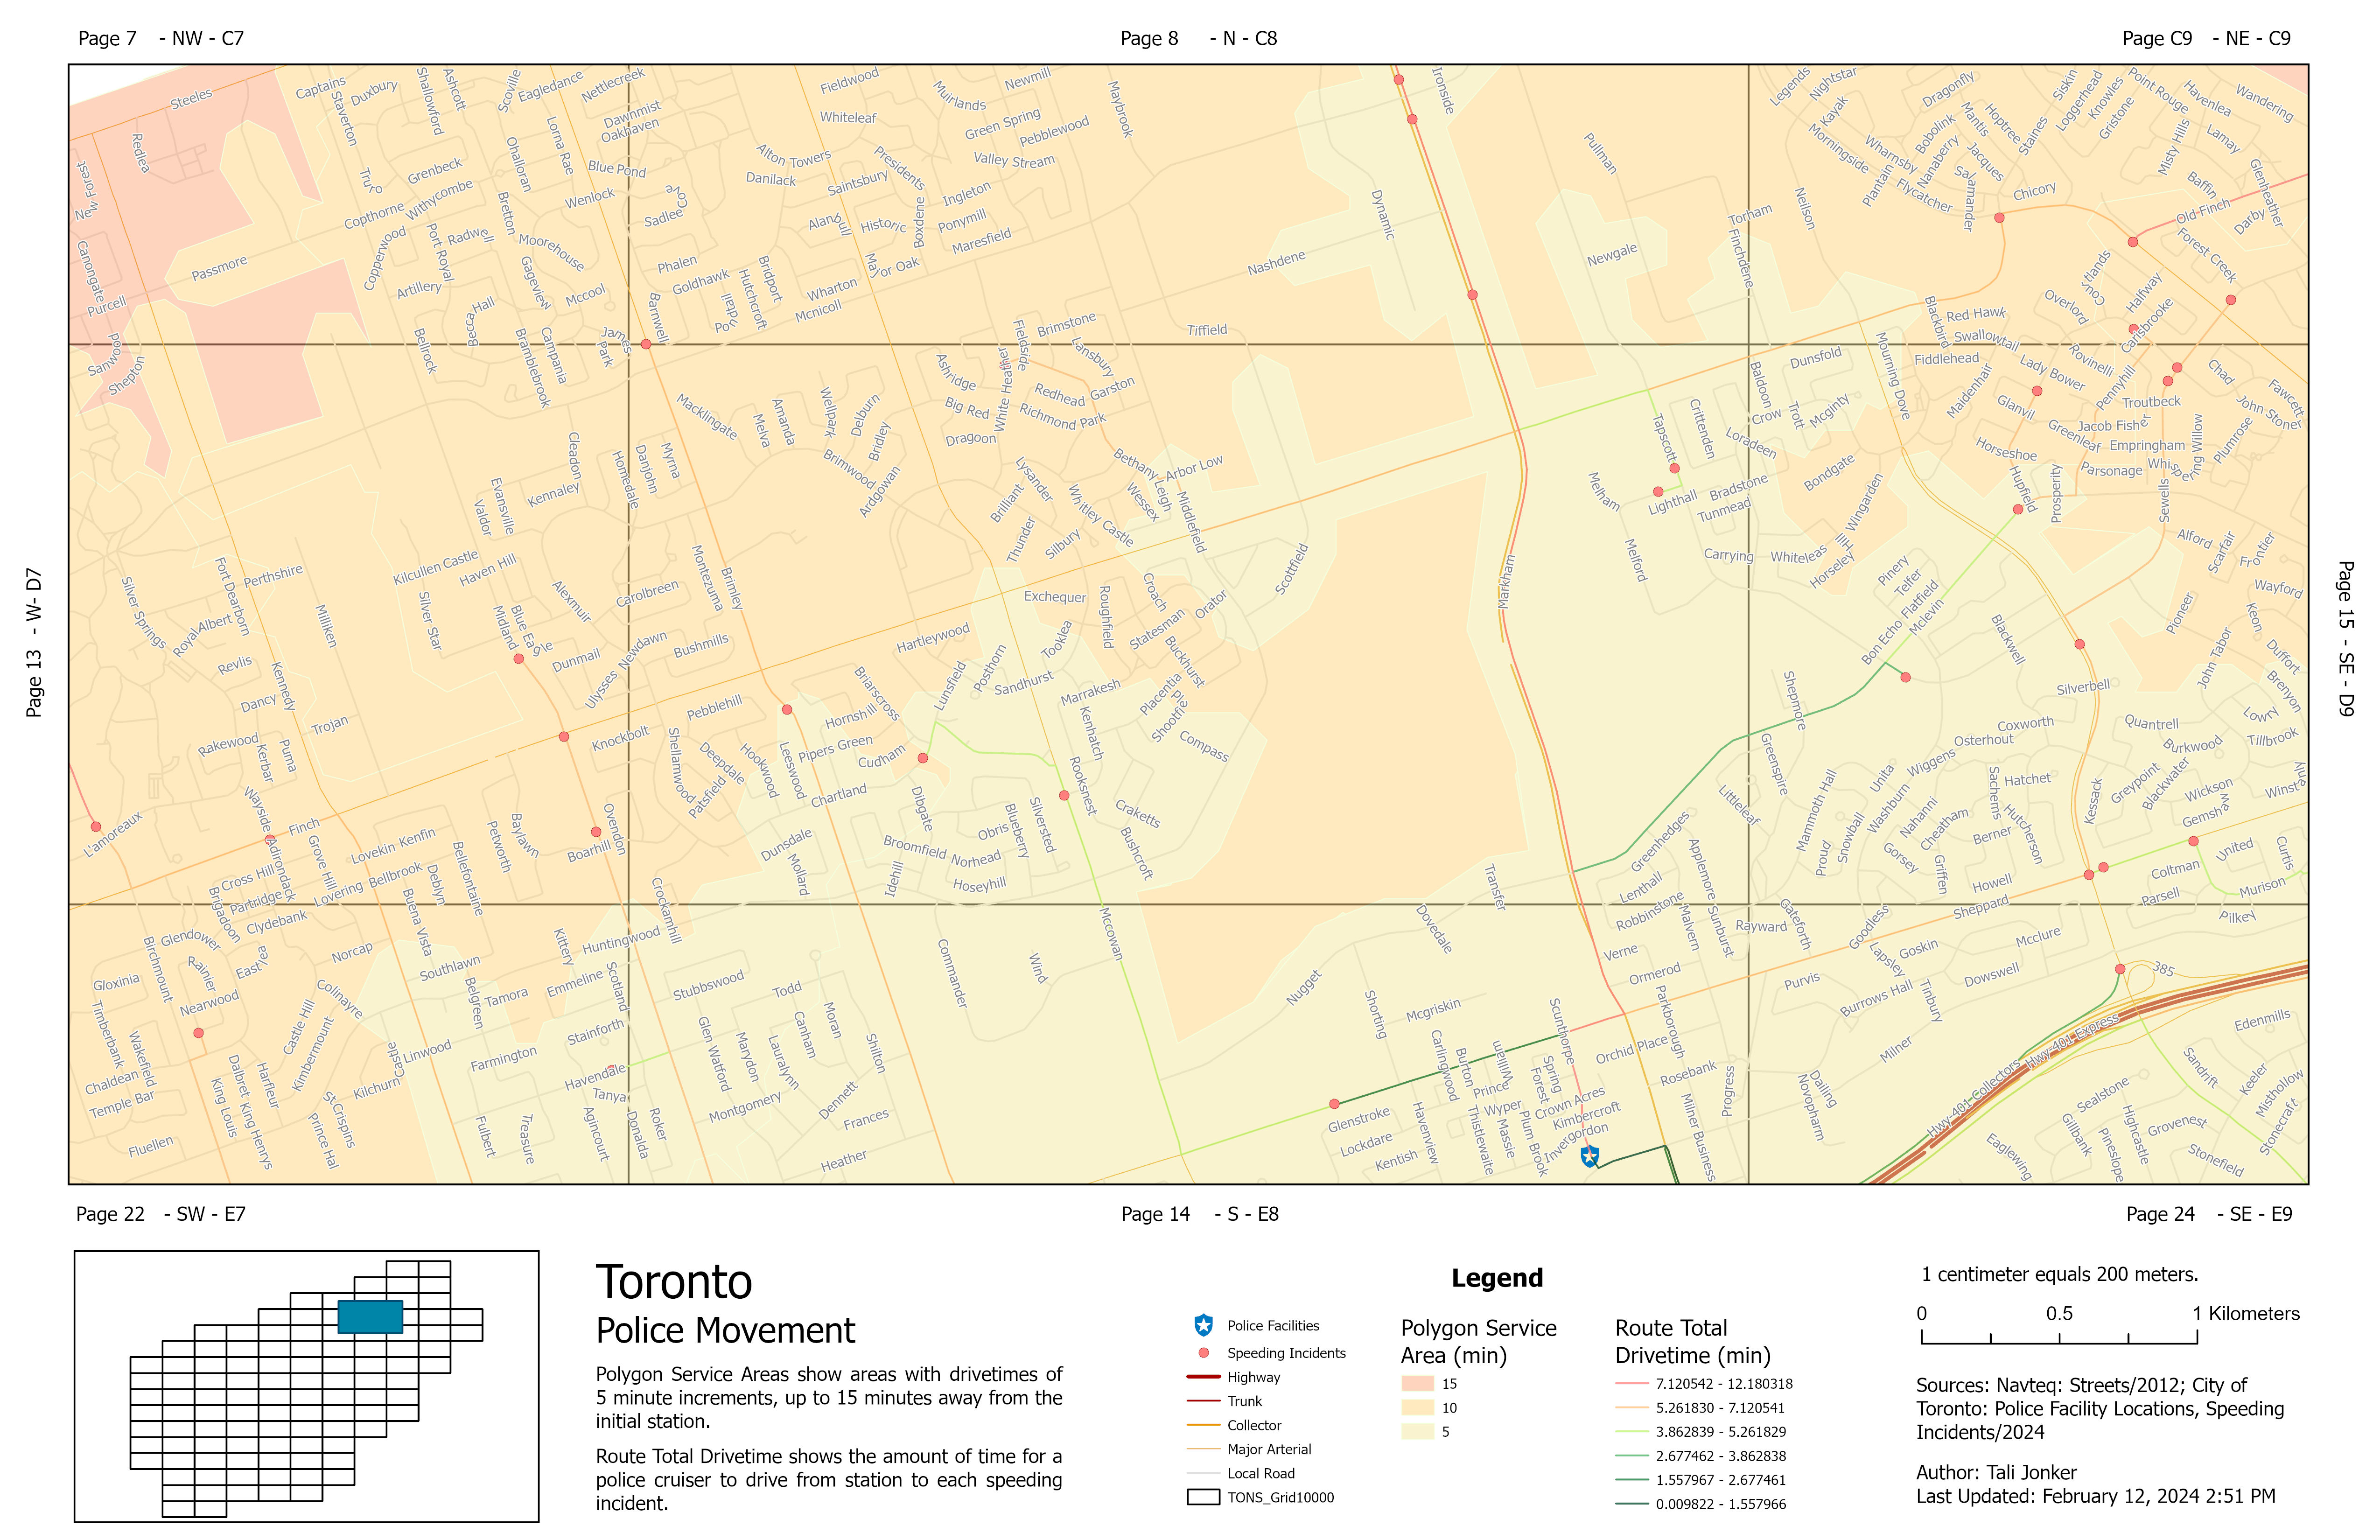 Page 7 - NW - C7
Page 8 - N - C8
Page C9 - NE - C9
Page 13 - W- D7
Page 15 - SE - D9
Steeles
Redlea
Captains
Staverton
Duxbury
Shallowford
Ashcott
Scoville
Eagledance
Nettlecreek
Dawnmist
Oakhaven
Lorna Rae
Ohalloran
Blue Pond
Grenbeck
Truro
Withycombe
Copthorne
Bretton
Wenlock
Sadlee
Port Royal
Radwell
Moorehouse
Copperwood
Passmore
Canongate
Purcell
Artillery
Gageview
Mccool
Hall
Becca
Phalen
Goldhawk
Bridport
Hutchcroft
Barnwell
James Park
Bellrock
Bramblebrook
Campania
Sanwood
Shepton
Fieldwood
Whiteleaf
Muirlands
Newmill
Green Spring
Pebblewood
Maybrook
Valley Stream
Alton Towers
Danilack
Presidents
Saintsbury
Ingleton
Historic
Boxdene
Ponymill
Maresfield
Wharton
Mcnicoll
Nashdene
Dynamic
Ironside
Tiffield
Pullman
Newgale
Torham
Finchdene
Neilson
Legends
Nightstar
Kayak
Morningside
Dragonfly
Bobolink
Mantis
Hoptree
Staines
Siskin
Loggerhead
Knowles
Gristone
Point Rouge
Havenlea
Wandering
Lamay
Misty Hills
Glenheather
Baffin
Wharnsby
Nanaberry
Jacques
Salamander
Plantain
Flycatcher
Chicory
Old Finch
Darby
Forest Creek
Courtlands
Halfway
Overlord
Carisbrooke
Blackbird
Red Hawk
Swallowtail
Fiddlehead
Lady Bower
Rovinelli
Pennyhill
Chad
Fawcett
John Stoner
Troutbeck
Glanvil
Maidenhair
Jacob Fisher
Greenleaf
Empringham
Horseshoe
Parsonage
Whispering Willow
Plumrose
Mourning Dove
Dunsfold
Baldoon
Crow
Trott
Mcginty
Crittenden
Loradeen
Tapscott
Bondgate
Bradstone
Lighthall
Tunmead
Melham
Melford
Wingarden
Carrying
Whiteleas
Horseley Hill
Hupfield
Prosperity
Sewells
Alford
Scarfair
Frontier
Wayford
Pioneer
Keon
John Tabor
Duffort
Brenyon
Pinery
Telfer
Flatfield
Mclevin
Bon Echo
Blackwell
Silverbell
Fieldside
Brimstone
Lansbury
Ashridge
White Heather
Redhead
Garston
Big Red
Richmond Park
Dragoon
Macklingate
Melva
Amanda
Wellpark
Delburn
Bridley
Brimwood
Ardgowan
Lysander
Brilliant
Thunder
Silbury
Whitley Castle
Bethany Leigh
Arbor Low
Wessex
Middlefield
Scottfield
Markham
Cleadon
Homedale
Danjohn
Myrna
Kennaley
Evansville
Valdor
Kilcullen Castle
Haven Hill
Silver Star
Midland
Blue Eagle
Alexmuir
Carolbreen
Montezuma
Brimley
Dunmail
Newdawn
Ulysses
Bushmills
Silver Springs
Fort Dearborn
Perthshire
Albert
Royal
Revlis
Milliken
Kennedy
Dancy
Trojan
Rakewood
Kerbar
Puma
Exchequer
Roughfield
Croach
Statesman
Orator
Hartleywood
Tooklea
Buckhurst
Lunsfield
Posthorn
Sandhurst
Marrakesh
Placentia
Shootfield
Kenhatch
Compass
Briarscross
Hornshill
Pebblehill
Knockbolt
Shellamwood
Deepdale
Patsfield
Hookwood
Leeswood
Pipers Green
Cudham
Chartland
Rooksnest
Craketts
Bushcroft
Dibgate
Obris
Blueberry
Silversted
Broomfield
Norhead
Idehill
Hoseyhill
Dunsdale
Mollard
L'amoreaux
Wayside
Finch
Adirondack
Grove Hill
Lovekin
Kenfin
Cross Hill
Partridge
Lovering
Bellbrook
Clydebank
Brigadoon
Buena Vista
Deblyn
Bellefontaine
Petworth
Baylawn
Ovendon
Boarhill
Crockamhill
Huntingwood
Kittery
Glendower
Birchmount
Rainier
East
Norcap
Gloxinia
Nearwood
Timberbank
Wakefield
Chaldean
Temple Bar
Fluellen
Castle Hill
Kimbermount
Collinayre
Dalbret
Harfleur
King Louis
King Henrys
Prince Hal
St Crispins
Kilchurn Castle
Linwood
Southlawn
Belgreen
Tamora
Emmeline
Scotland
Stainforth
Farmington
Havendale
Tanya
Fulbert
Treasure
Agincourt
Donalda
Roker
Stubbswood
Todd
Glen Watford
Marydon
Lauralynn
Canham
Moran
Shilton
Dennett
Montgomery
Frances
Heather
Commander
Wind
Mccowan
Nugget
Dovedale
Transfer
Shorting
Mcgriskin
Carlingwood
Burton
William
Prince
Wyper
Massie
Thistlewaite
Plum Brook
Havenview
Glenstroke
Lockdare
Kentish
Scunthorpe
Spring Forest
Crown Acres
Kimbercroft
Invergordon
Orchid Place
Parkborough
Rosebank
Progress
Milner Business
Verne
Ormerod
Robbinstone
Lenthall
Greenhedges
Malvern
Applemore
Sunburst
Rayward
Gateforth
Littleleaf
Greenspire
Shepmore
Mammoth Hall
Proud
Snowball
Unita
Washburn
Wiggens
Osterhout
Coxworth
Sachems
Hatchet
Nahanni
Cheatham
Gorsey
Griffen
Berner
Hutcherson
Howell
Kessack
Quantrell
Burkwood
Lowry
Tillbrook
Greypoint
Blackwater
Wickson
Gemshaw
Coltman
United
Curtis
Murison
Parsell
Pilkey
Sheppard
Goodless
Lapsley
Goskin
Mcclure
Dowswell
Burrows Hall
Tinbury
Purvis
Milner
Dailing
Novopharm
385
Hwy-401 Express
Hwy-401 Collectors
Edenmills
Sandrift
Keeler
Misthollow
Stonecraft
Sealstone
Gillbank
Highcastle
Grovenest
Pineslope
Stonefield
Eaglewing
Page 22 - SW - E7
Page 14 - S - E8
Page 24 - SE - E9
Toronto
Police Movement
Polygon Service Areas show areas with drivetimes of
5 minute increments, up to 15 minutes away from the
initial station.
Route Total Drivetime shows the amount of time for a
police cruiser to drive from station to each speeding
incident.
Legend
Police Facilities
Speeding Incidents
Highway
Trunk
Collector
Major Arterial
Local Road
TONS_Grid10000
Polygon Service
Area (min)
15
10
5
Route Total
Drivetime (min)
7.120542 - 12.180318
5.261830 - 7.120541
3.862839 - 5.261829
2.677462 - 3.862838
1.557967 - 2.677461
0.009822 - 1.557966
1 centimeter equals 200 meters.
0 0.5 1 Kilometers
Sources: Navteq: Streets/2012; City of
Toronto: Police Facility Locations, Speeding
Incidents/2024
Author: Tali Jonker
Last Updated: February 12, 2024 2:51 PM